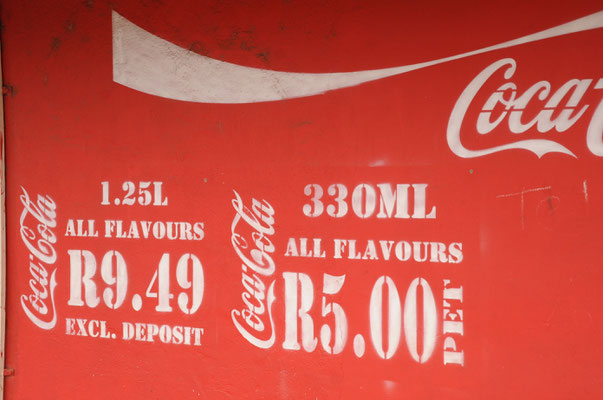 Coca-C
Coca-Cola
1.25L
ALL FLAVOURS
R9.49
EXCL. DEPOSIT
Coca-Cola
330ML
ALL FLAVOURS
R5.00
PET